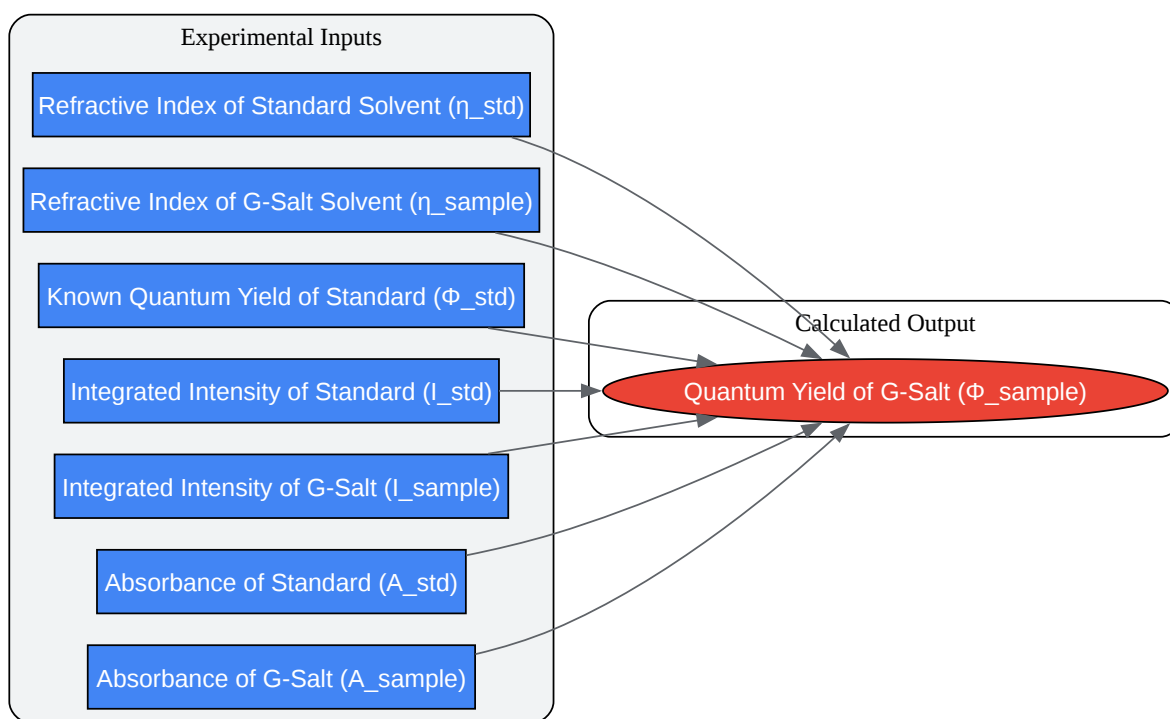 Experimental Inputs
Refractive Index of Standard Solvent (η_std)
Refractive Index of G-Salt Solvent (η_sample)
Known Quantum Yield of Standard (Φ_std)
Integrated Intensity of Standard (I_std)
Integrated Intensity of G-Salt (I_sample)
Absorbance of Standard (A_std)
Absorbance of G-Salt (A_sample)
Calculated Output
Quantum Yield of G-Salt (Φ_sample)